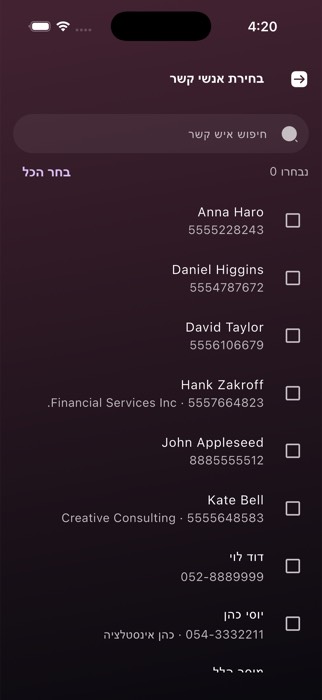 4:20
בחירת אנשי קשר
חיפוש איש קשר
נבחרו 0
בחר הכל
Anna Haro
5555228243
Daniel Higgins
5554787672
David Taylor
5556106679
Hank Zakroff
5557664823 · Financial Services Inc.
John Appleseed
8885555512
Kate Bell
5555648583 · Creative Consulting
דוד לוי
052-8889999
יוסי כהן
054-3332211 · כהן אינסטלציה